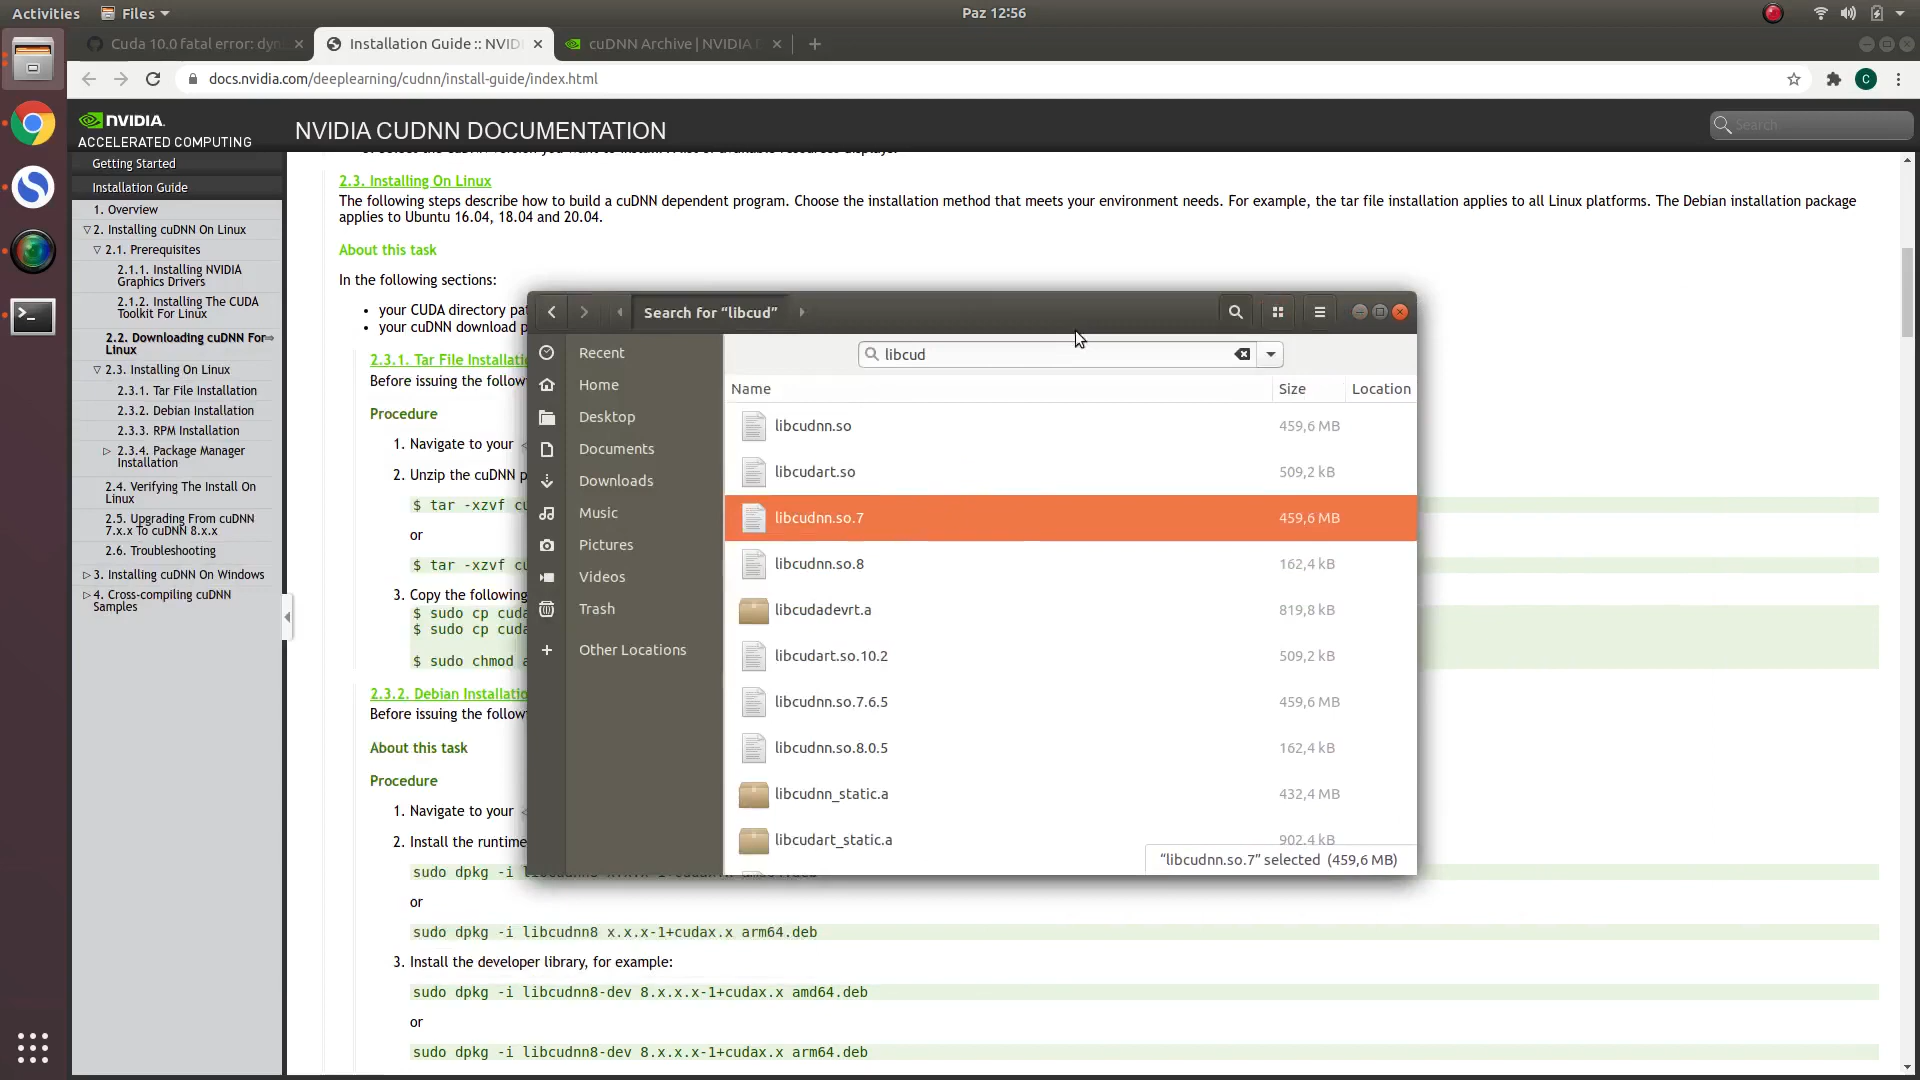 Activities
Files
Paz 12:56
Cuda 10.0 fatal error: dyn
Installation Guide :: NVID
cuDNN Archive | NVIDIA
docs.nvidia.com/deeplearning/cudnn/install-guide/index.html
C
NVIDIA.
ACCELERATED COMPUTING
NVIDIA CUDNN DOCUMENTATION
Search
Getting Started
Installation Guide
1. Overview
2. Installing cuDNN On Linux
2.1. Prerequisites
2.1.1. Installing NVIDIA
Graphics Drivers
2.1.2. Installing The CUDA
Toolkit For Linux
2.2. Downloading cuDNN For
Linux
2.3. Installing On Linux
2.3.1. Tar File Installation
2.3.2. Debian Installation
2.3.3. RPM Installation
2.3.4. Package Manager
Installation
2.4. Verifying The Install On
Linux
2.5. Upgrading From cuDNN
7.x.x To cuDNN 8.x.x
2.6. Troubleshooting
3. Installing cuDNN On Windows
4. Cross-compiling cuDNN
Samples
2.3. Installing On Linux
The following steps describe how to build a cuDNN dependent program. Choose the installation method that meets your environment needs. For example, the tar file installation applies to all Linux platforms. The Debian installation package
applies to Ubuntu 16.04, 18.04 and 20.04.
About this task
In the following sections:
your CUDA directory pat
your cuDNN download p
2.3.1. Tar File Installatio
Before issuing the follow
Procedure
1. Navigate to your <
2. Unzip the cuDNN p
$ tar -xzvf cu
or
$ tar -xzvf cu
3. Copy the following
$ sudo cp cuda
$ sudo cp cuda
$ sudo chmod a
2.3.2. Debian Installatio
Before issuing the follow
About this task
Procedure
1. Navigate to your <
2. Install the runtime
sudo dpkg -i
or
sudo dpkg -i libcudnn8 x.x.x-1+cudax.x arm64.deb
3. Install the developer library, for example:
sudo dpkg -i libcudnn8-dev 8.x.x.x-1+cudax.x amd64.deb
or
sudo dpkg -i libcudnn8-dev 8.x.x.x-1+cudax.x arm64.deb
Search for “libcud”
libcud
Recent
Home
Desktop
Documents
Downloads
Music
Pictures
Videos
Trash
Other Locations
Name Size Location
libcudnn.so 459,6 MB
libcudart.so 509,2 kB
libcudnn.so.7 459,6 MB
libcudnn.so.8 162,4 kB
libcudadevrt.a 819,8 kB
libcudart.so.10.2 509,2 kB
libcudnn.so.7.6.5 459,6 MB
libcudnn.so.8.0.5 162,4 kB
libcudnn_static.a 432,4 MB
libcudart_static.a 902,4 kB
“libcudnn.so.7” selected (459,6 MB)